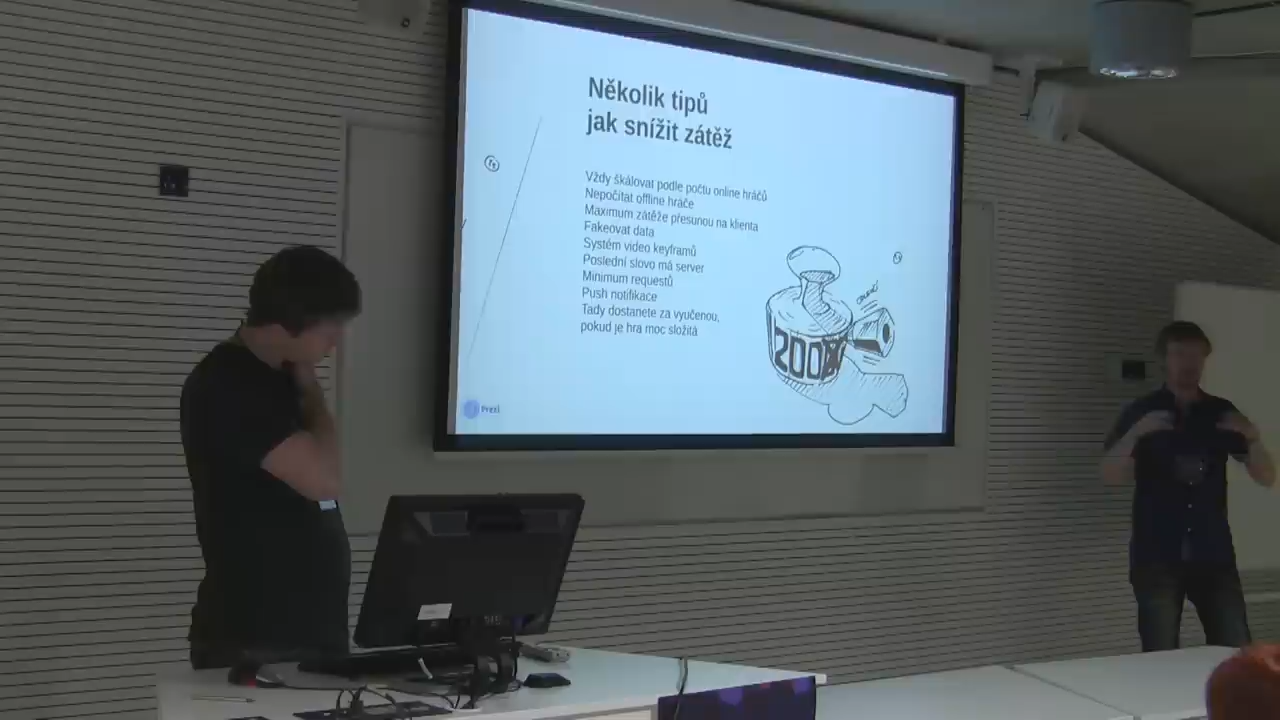 Několik tipů
jak snížit zátěž
Vždy škálovat podle počtu online hráčů
Nepočítat offline hráče
Maximum zátěže přesunou na klienta
Fakeovat data
Systém video keyframů
Poslední slovo má server
Minimum requestů
Push notifikace
Tady dostanete za vyučenou,
pokud je hra moc složitá
Prezi